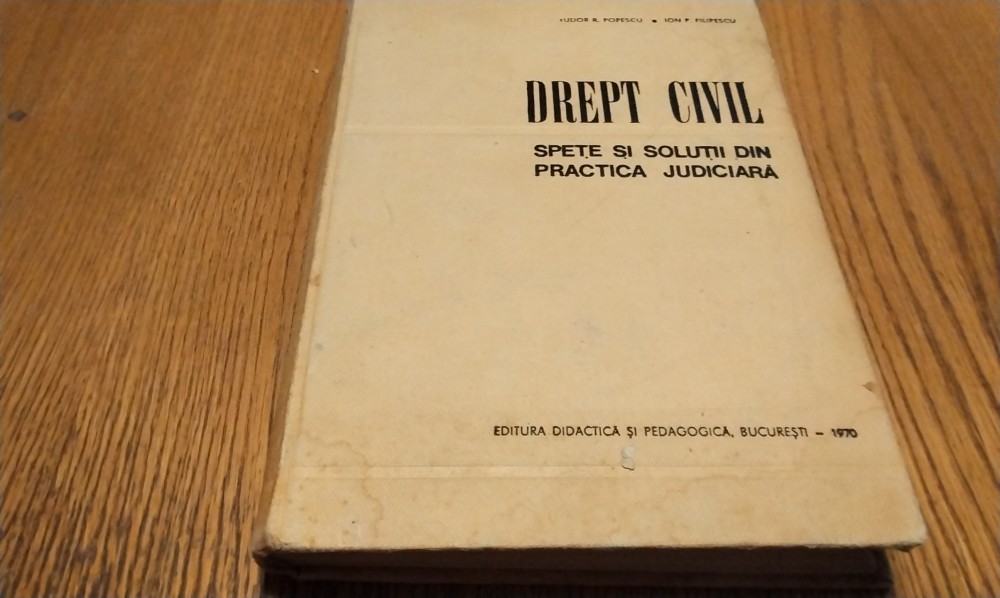 TUDOR R. POPESCU • ION P. FILIPESCU
DREPT CIVIL
SPEȚE ȘI SOLUȚII DIN
PRACTICA JUDICIARĂ
EDITURA DIDACTICĂ ȘI PEDAGOGICĂ, BUCUREȘTI – 1970